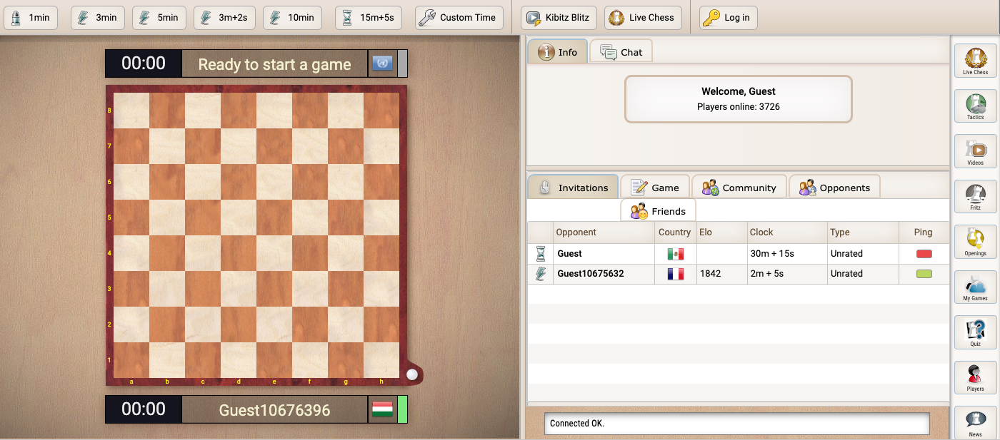 1min 3min 5min 3m+2s 10min 15m+5s Custom Time Kibitz Blitz Live Chess Log in
00:00 Ready to start a game
8
7
6
5
4
3
2
1
a b c d e f g h
00:00 Guest10676396
Info Chat
Welcome, Guest
Players online: 3726
Invitations Game Community Opponents
Friends
Opponent Country Elo Clock Type Ping
Guest 30m + 15s Unrated
Guest10675632 1842 2m + 5s Unrated
Connected OK.
Live Chess
Tactics
Videos
Fritz
Openings
My Games
Quiz
Players
News